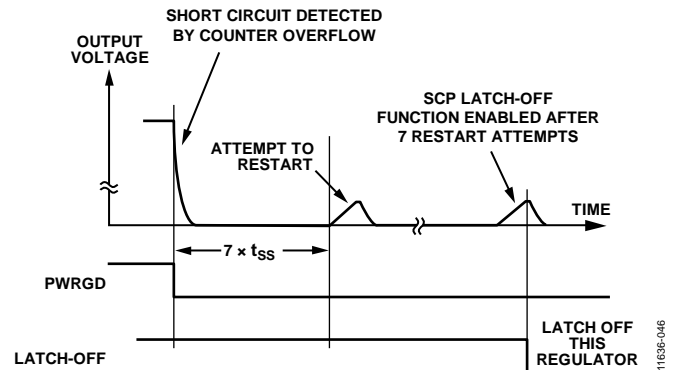 SHORT CIRCUIT DETECTED
BY COUNTER OVERFLOW
OUTPUT
VOLTAGE
SCP LATCH-OFF
FUNCTION ENABLED AFTER
7 RESTART ATTEMPTS
ATTEMPT TO
RESTART
TIME
7 × tSS
PWRGD
LATCH-OFF
LATCH OFF
THIS
REGULATOR
11636-046